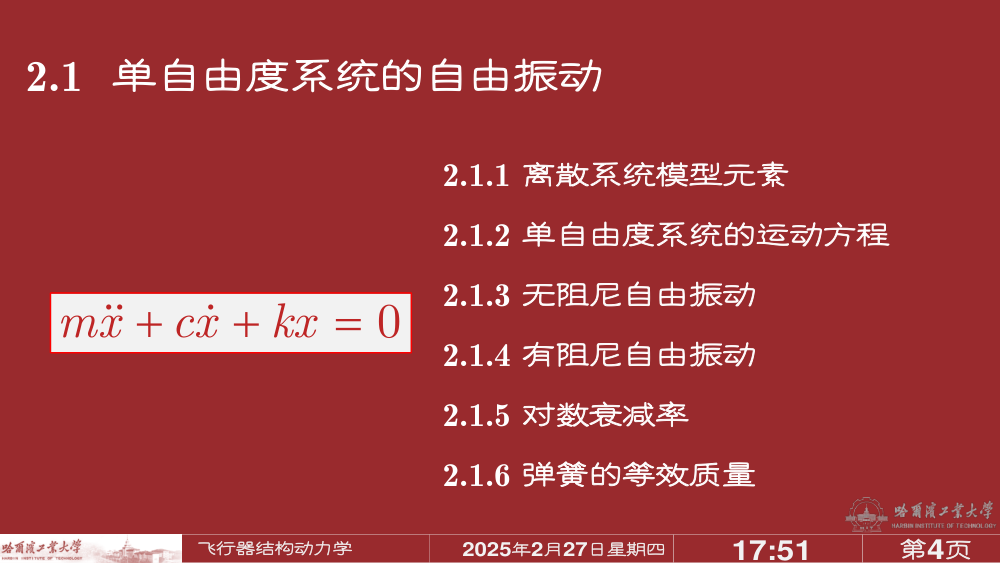 2.1 单自由度系统的自由振动
2.1.1 离散系统模型元素
2.1.2 单自由度系统的运动方程
2.1.3 无阻尼自由振动
mẍ + cẋ + kx = 0
2.1.4 有阻尼自由振动
2.1.5 对数衰减率
2.1.6 弹簧的等效质量
哈爾濱工業大學
HARBIN INSTITUTE OF TECHNOLOGY
哈爾濱工業大學
HARBIN INSTITUTE OF TECHNOLOGY
飞行器结构动力学
2025年2月27日星期四
17:51
第4页